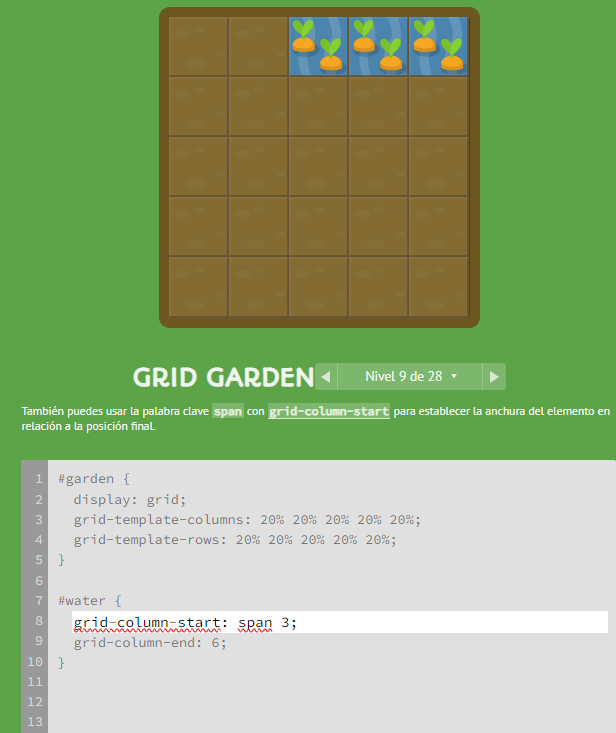 GRID GARDEN ◀ Nivel 9 de 28 ▼ ▶
También puedes usar la palabra clave span con grid-column-start para establecer la anchura del elemento en
relación a la posición final.
1 #garden {
2   display: grid;
3   grid-template-columns: 20% 20% 20% 20% 20%;
4   grid-template-rows: 20% 20% 20% 20% 20%;
5 }
6
7 #water {
8   grid-column-start: span 3;
9   grid-column-end: 6;
10 }
11
12
13